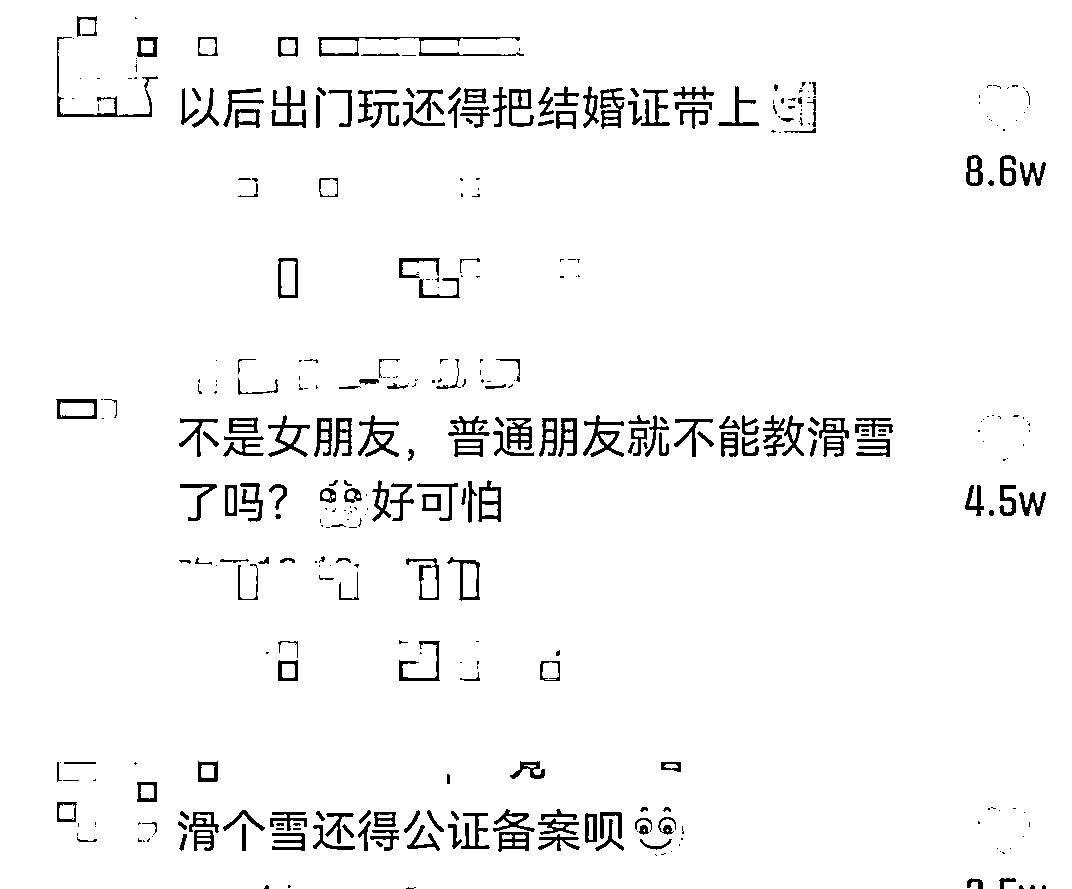 以后出门玩还得把结婚证带上
8.6w
不是女朋友，普通朋友就不能教滑雪
了吗？好可怕
4.5w
滑个雪还得公证备案呗